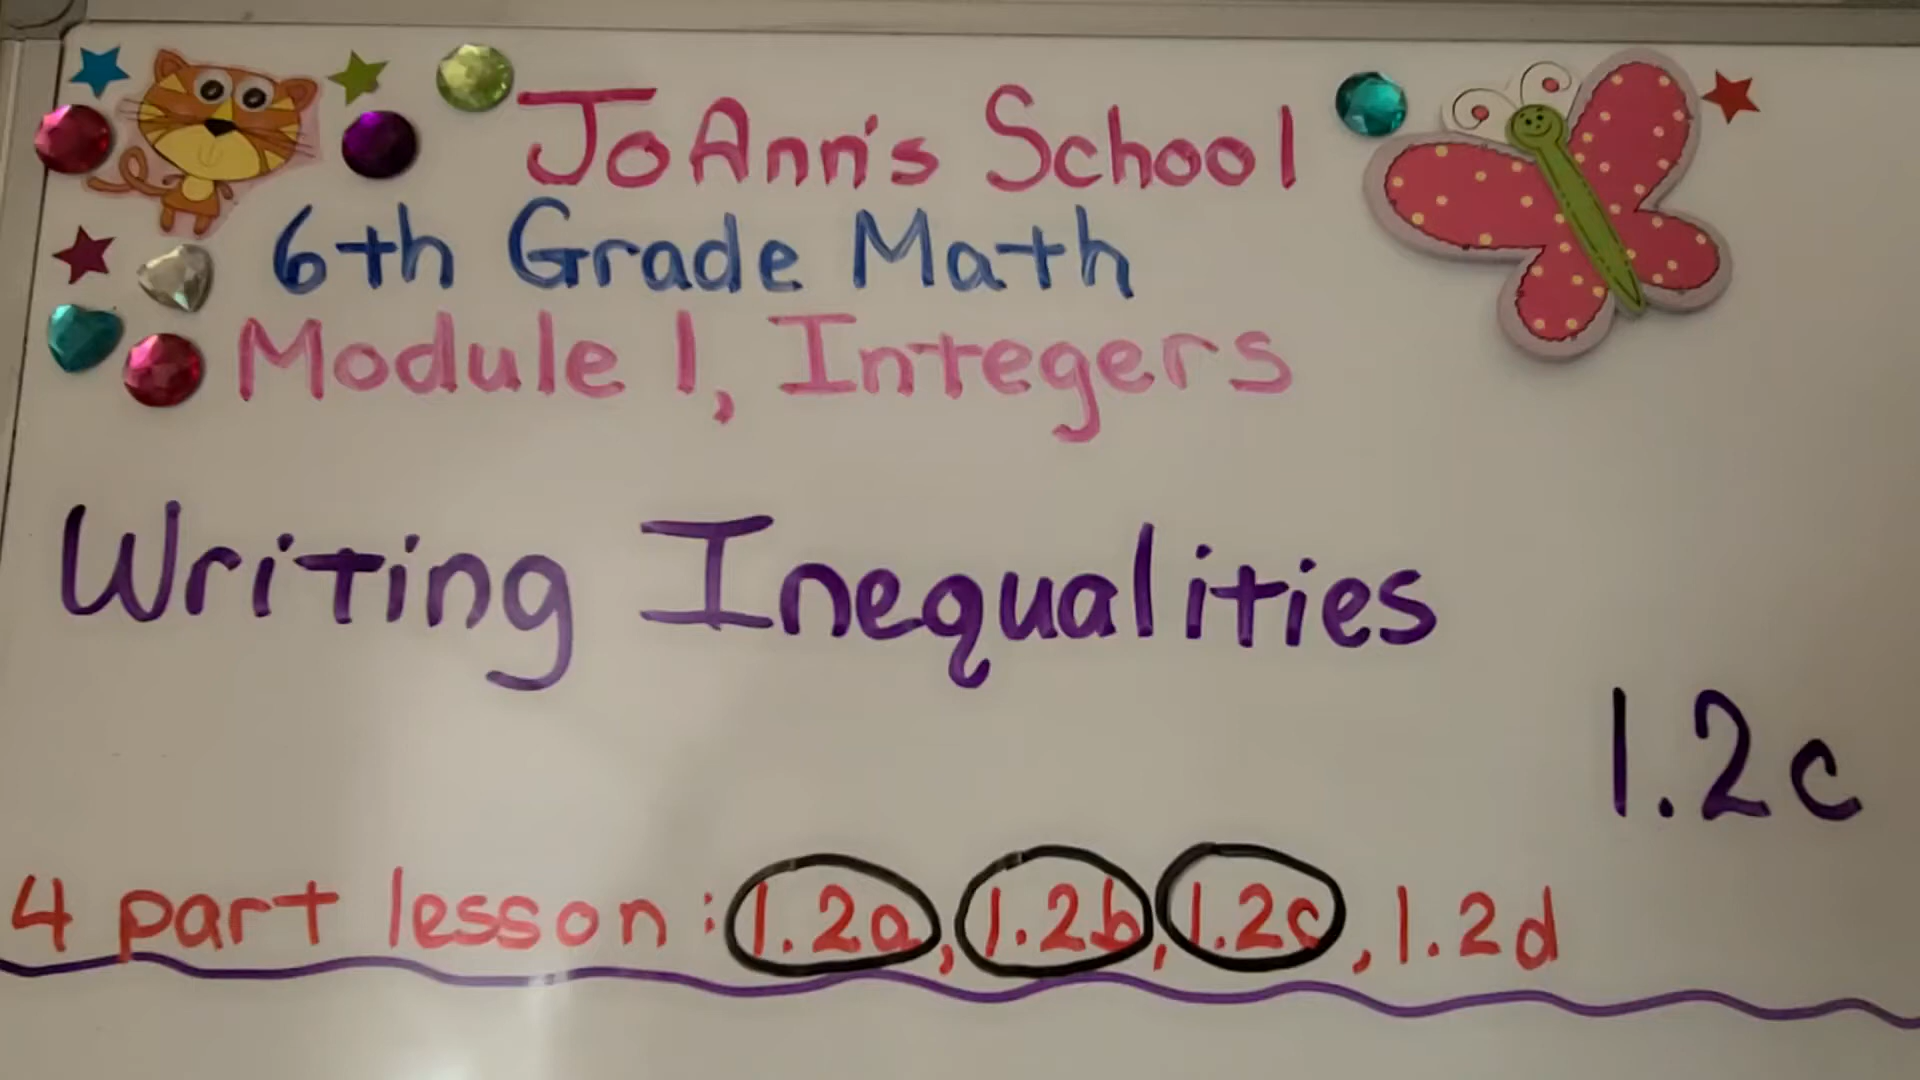 JoAnn's School
6th Grade Math
Module 1, Integers
Writing Inequalities
1.2c
4 part lesson: 1.2a, 1.2b, 1.2c, 1.2d